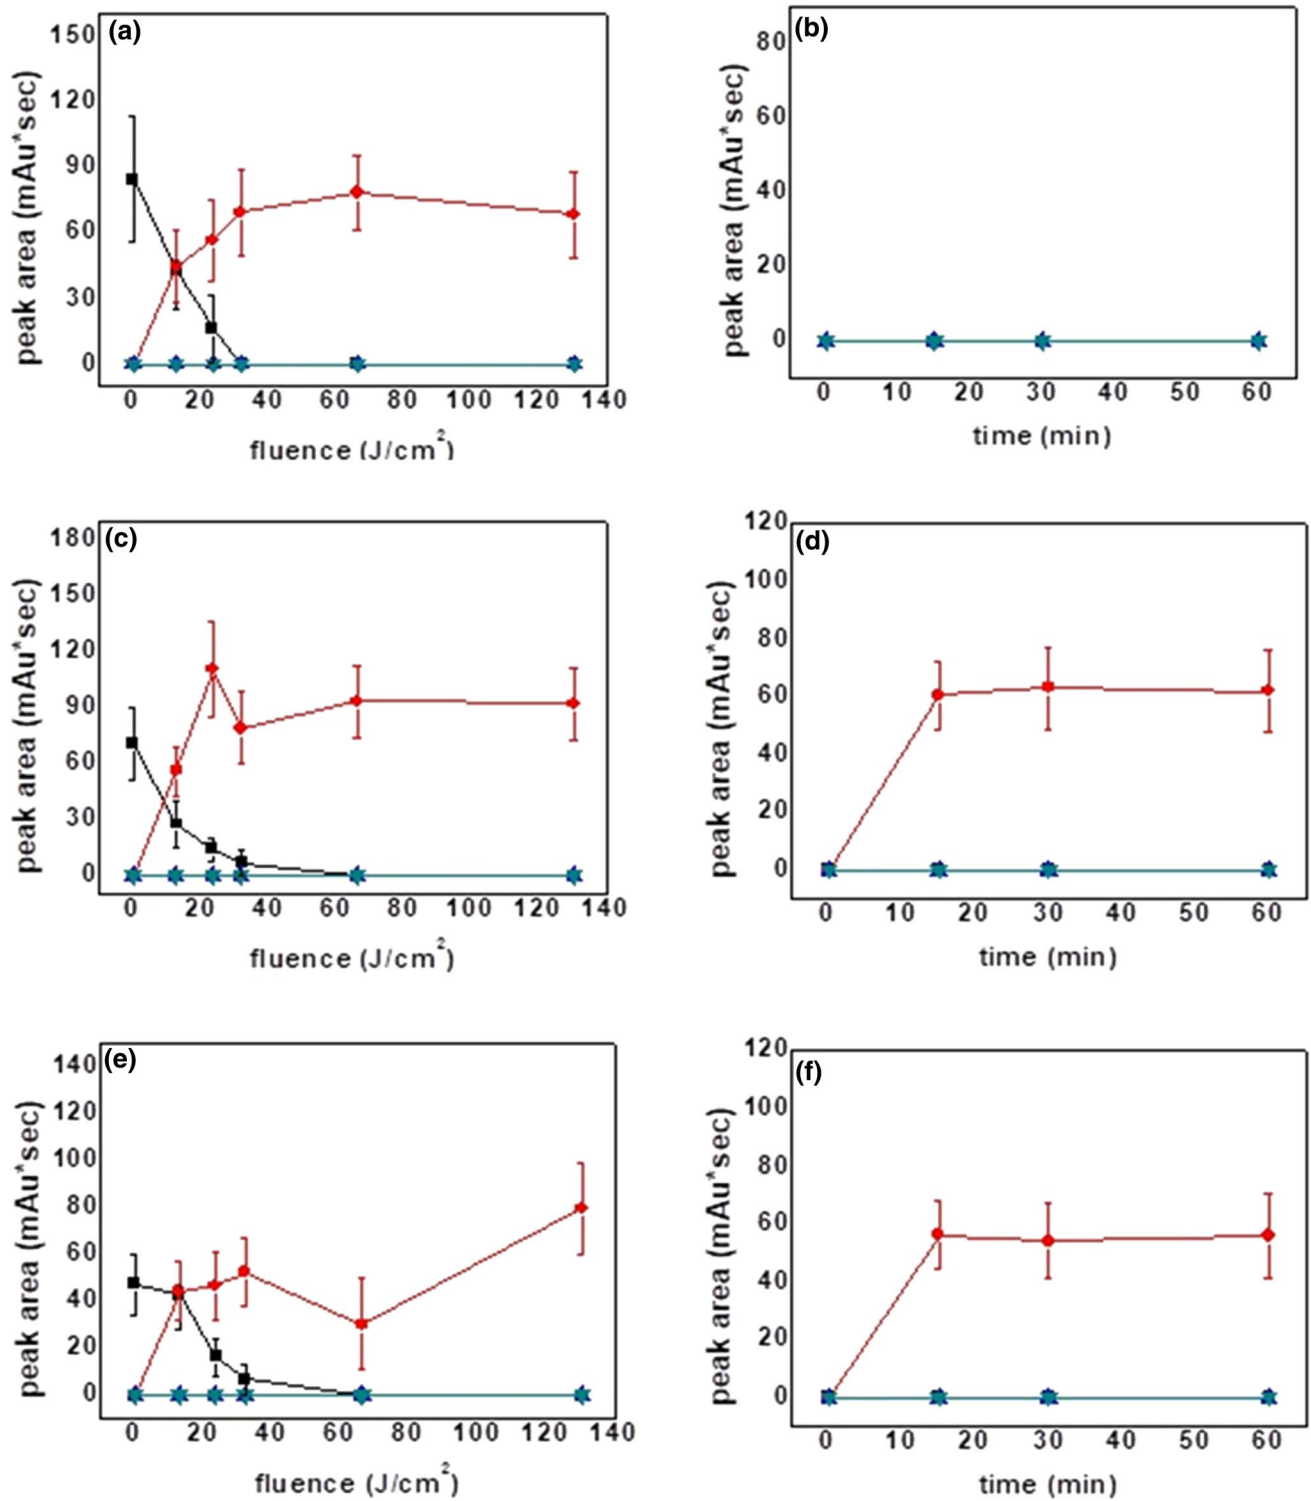 (a)
150
120
90
60
30
0
peak area (mAu*sec)
0 20 40 60 80 100 120 140
fluence (J/cm²)
(b)
80
60
40
20
0
peak area (mAu*sec)
0 10 20 30 40 50 60
time (min)
(c)
180
150
120
90
60
30
0
peak area (mAu*sec)
0 20 40 60 80 100 120 140
fluence (J/cm²)
(d)
120
100
80
60
40
20
0
peak area (mAu*sec)
0 10 20 30 40 50 60
time (min)
(e)
140
120
100
80
60
40
20
0
peak area (mAu*sec)
0 20 40 60 80 100 120 140
fluence (J/cm²)
(f)
120
100
80
60
40
20
0
peak area (mAu*sec)
0 10 20 30 40 50 60
time (min)